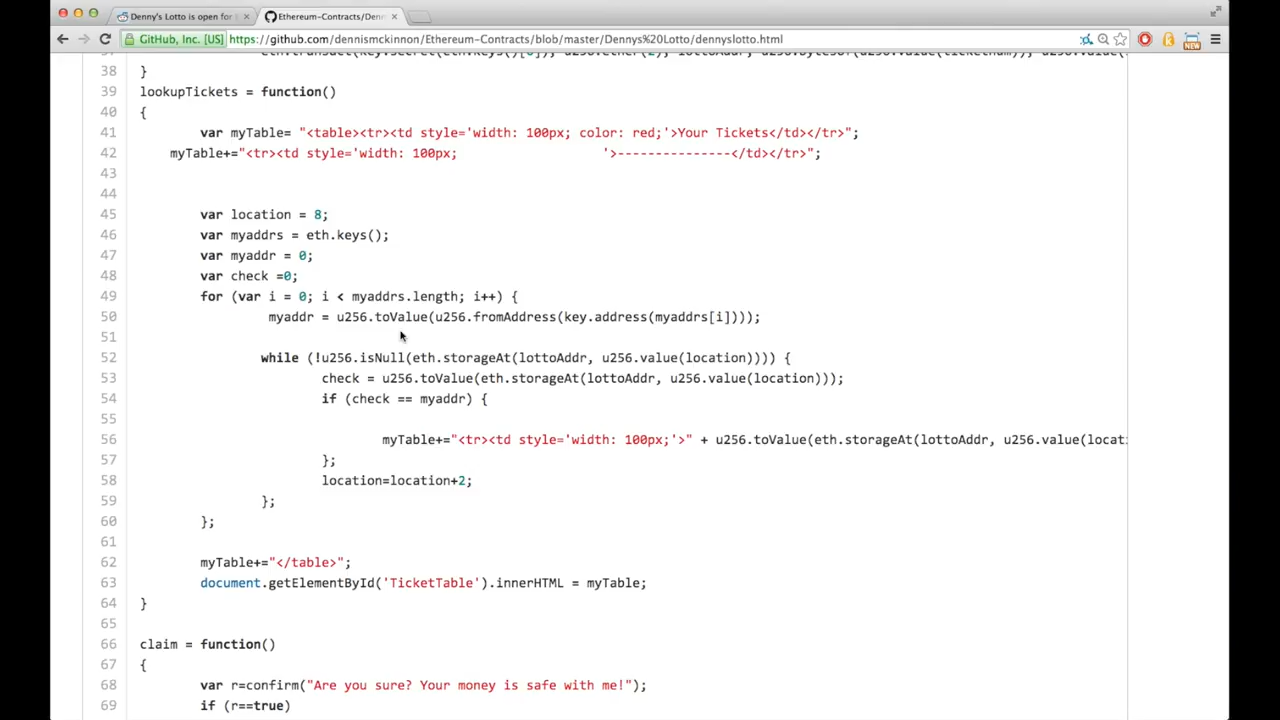 Denny's Lotto is open for
Ethereum-Contracts/Denn
GitHub, Inc. [US] https://github.com/dennismckinnon/Ethereum-Contracts/blob/master/Dennys%20Lotto/dennyslotto.html
NEW
38 }
39 lookupTickets = function()
40 {
41 var myTable= "<table><tr><td style='width: 100px; color: red;'>Your Tickets</td></tr>";
42 myTable+="<tr><td style='width: 100px; '>---------------</td></tr>";
43
44
45 var location = 8;
46 var myaddrs = eth.keys();
47 var myaddr = 0;
48 var check =0;
49 for (var i = 0; i < myaddrs.length; i++) {
50 myaddr = u256.toValue(u256.fromAddress(key.address(myaddrs[i])));
51
52 while (!u256.isNull(eth.storageAt(lottoAddr, u256.value(location)))) {
53 check = u256.toValue(eth.storageAt(lottoAddr, u256.value(location)));
54 if (check == myaddr) {
55
56 myTable+="<tr><td style='width: 100px;'>" + u256.toValue(eth.storageAt(lottoAddr, u256.value(locati
57 };
58 location=location+2;
59 };
60 };
61
62 myTable+="</table>";
63 document.getElementById('TicketTable').innerHTML = myTable;
64 }
65
66 claim = function()
67 {
68 var r=confirm("Are you sure? Your money is safe with me!");
69 if (r==true)